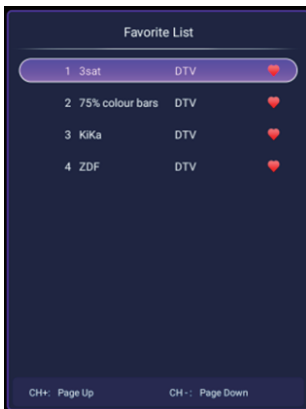 Favorite List
1 3sat DTV
2 75% colour bars DTV
3 KiKa DTV
4 ZDF DTV
CH+: Page Up CH-: Page Down